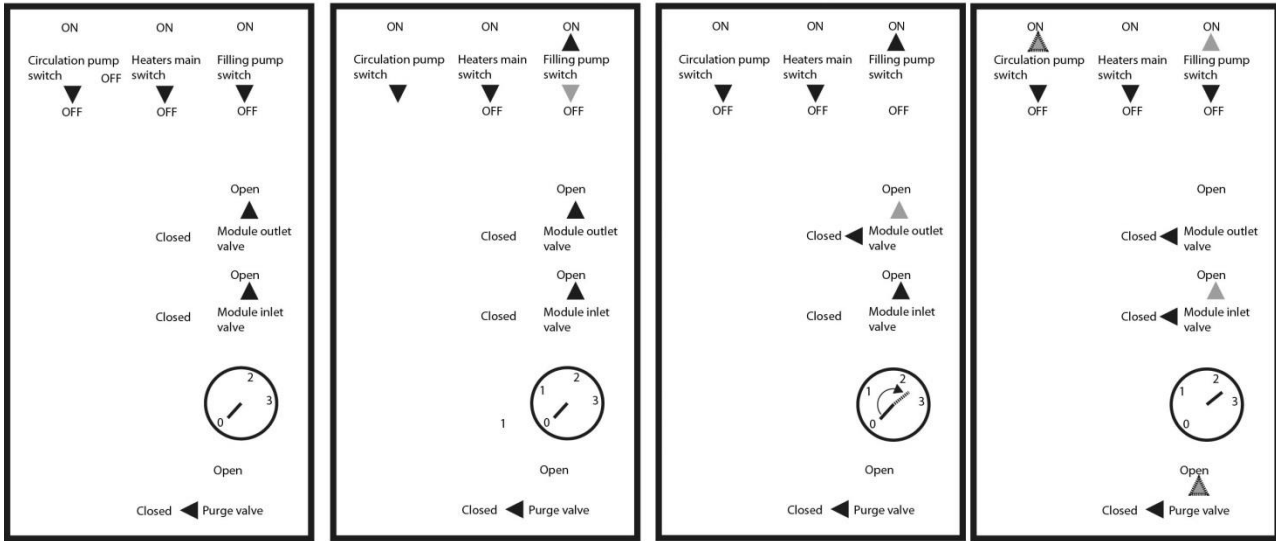 ON ON ON
Circulation pump Heaters main Filling pump
switch OFF switch switch
OFF OFF OFF
Open
Closed Module outlet
valve
Open
Closed Module inlet
valve
2
3
0
Open
Closed Purge valve
ON ON ON
Circulation pump Heaters main Filling pump
switch switch switch
OFF OFF
Open
Closed Module outlet
valve
Open
Closed Module inlet
valve
2
1 3
0
1
Open
Closed Purge valve
ON ON ON
Circulation pump Heaters main Filling pump
switch switch switch
OFF OFF OFF
Open
Closed Module outlet
valve
Open
Closed Module inlet
valve
2
1 3
0
Open
Closed Purge valve
ON ON ON
Circulation pump Heaters main Filling pump
switch switch switch
OFF OFF OFF
Open
Closed Module outlet
valve
Open
Closed Module inlet
valve
2
1 3
0
Open
Closed Purge valve